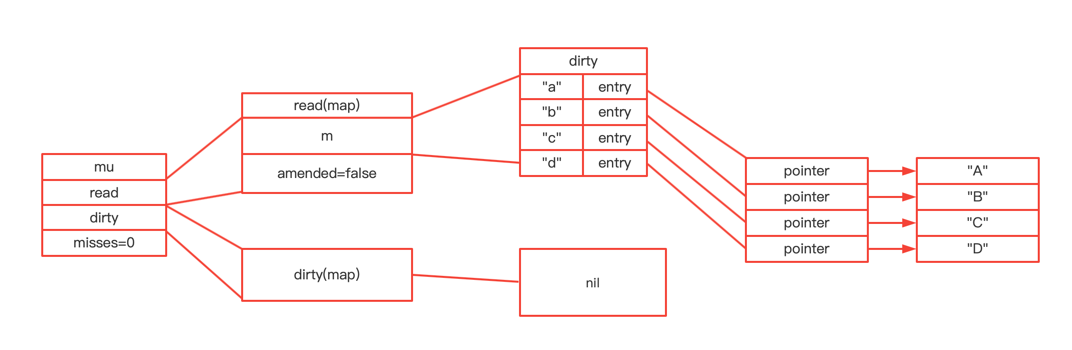 mu
read
dirty
misses=0
read(map)
m
amended=false
dirty(map)
dirty
"a" entry
"b" entry
"c" entry
"d" entry
nil
pointer "A"
pointer "B"
pointer "C"
pointer "D"